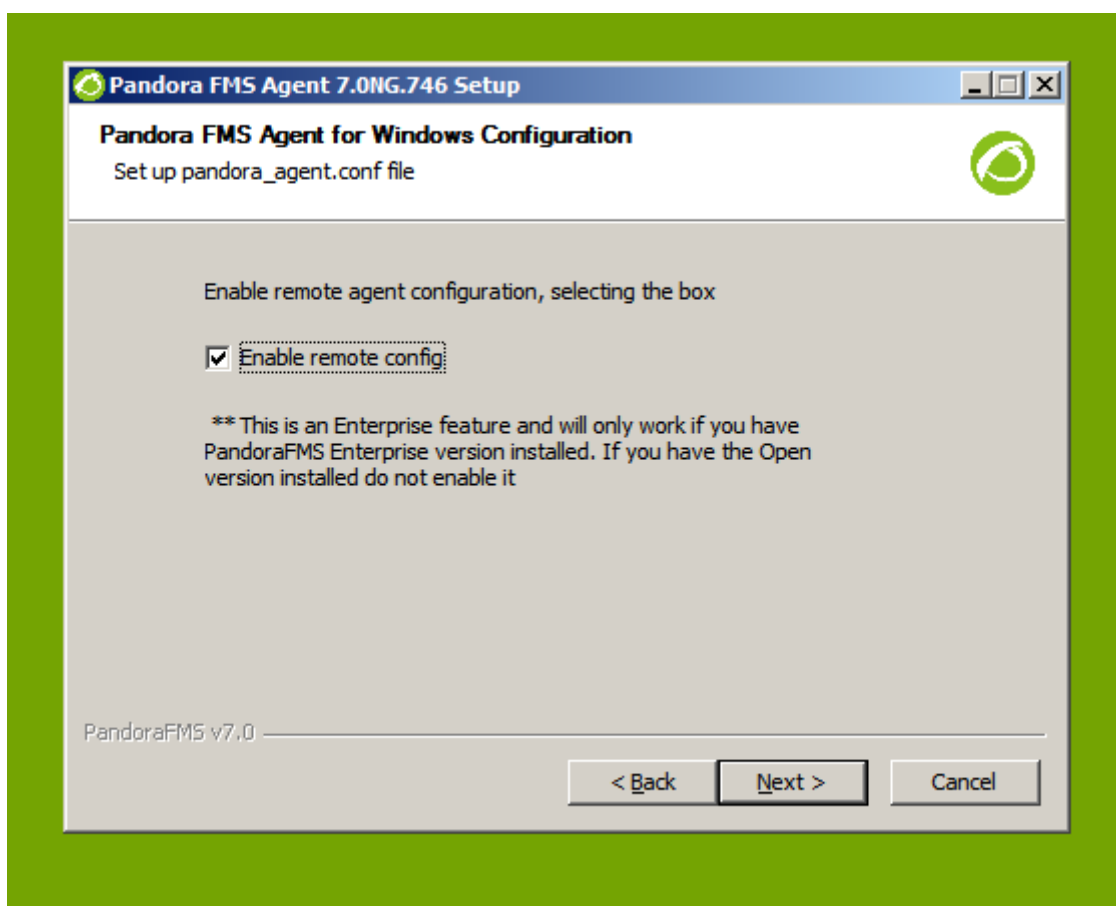 Pandora FMS Agent 7.0NG.746 Setup
Pandora FMS Agent for Windows Configuration
Set up pandora_agent.conf file
Enable remote agent configuration, selecting the box
Enable remote config
** This is an Enterprise feature and will only work if you have
PandoraFMS Enterprise version installed. If you have the Open
version installed do not enable it
PandoraFMS v7.0
< Back Next > Cancel